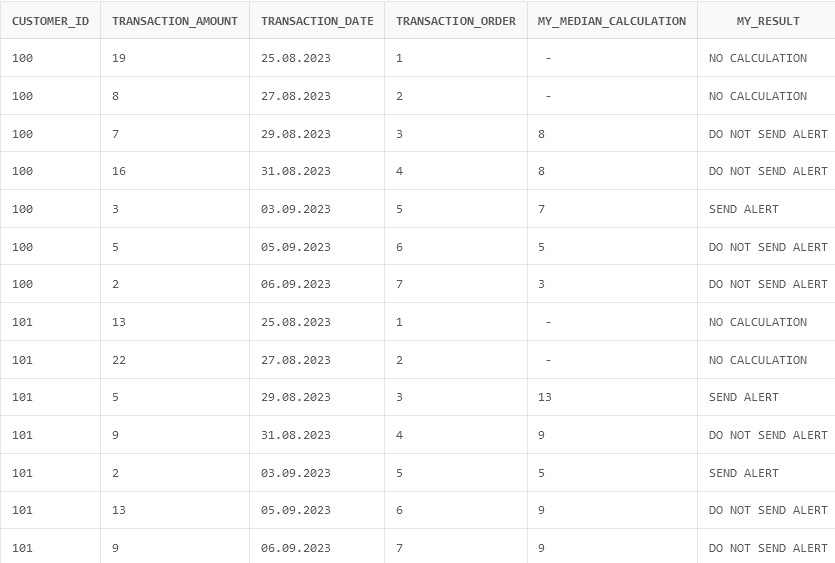 CUSTOMER_ID TRANSACTION_AMOUNT TRANSACTION_DATE TRANSACTION_ORDER MY_MEDIAN_CALCULATION MY_RESULT
100 19 25.08.2023 1 - NO CALCULATION
100 8 27.08.2023 2 - NO CALCULATION
100 7 29.08.2023 3 8 DO NOT SEND ALERT
100 16 31.08.2023 4 8 DO NOT SEND ALERT
100 3 03.09.2023 5 7 SEND ALERT
100 5 05.09.2023 6 5 DO NOT SEND ALERT
100 2 06.09.2023 7 3 DO NOT SEND ALERT
101 13 25.08.2023 1 - NO CALCULATION
101 22 27.08.2023 2 - NO CALCULATION
101 5 29.08.2023 3 13 SEND ALERT
101 9 31.08.2023 4 9 DO NOT SEND ALERT
101 2 03.09.2023 5 5 SEND ALERT
101 13 05.09.2023 6 9 DO NOT SEND ALERT
101 9 06.09.2023 7 9 DO NOT SEND ALERT